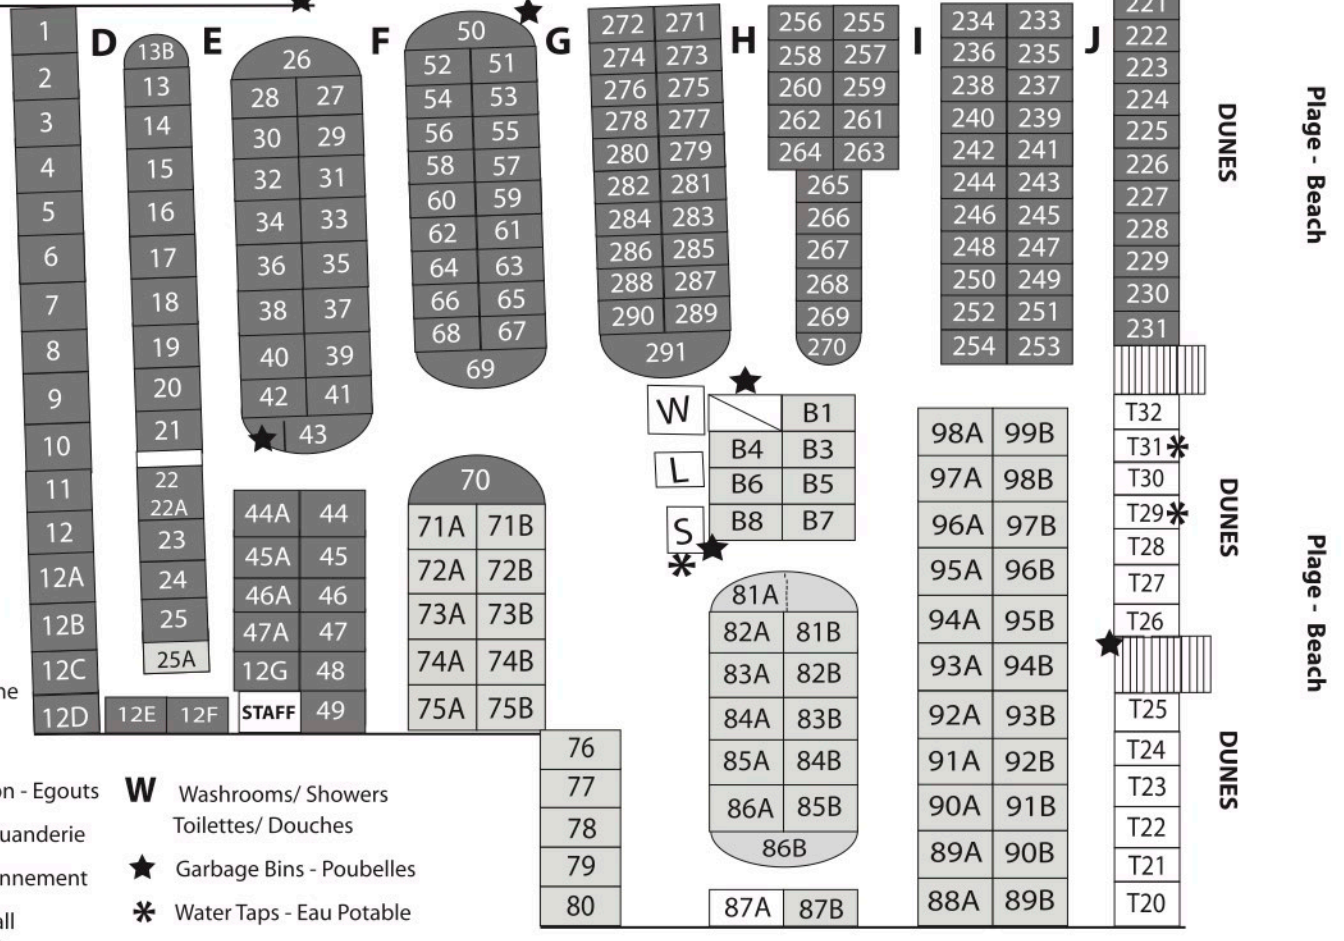 D
E
F
G
H
I
J
1
2
3
4
5
6
7
8
9
10
11
12
12A
12B
12C
12D
12E 12F
13B
13
14
15
16
17
18
19
20
21
22
22A
23
24
25
25A
26
28 27
30 29
32 31
34 33
36 35
38 37
40 39
42 41
43
44A 44
45A 45
46A 46
47A 47
12G 48
STAFF 49
50
52 51
54 53
56 55
58 57
60 59
62 61
64 63
66 65
68 67
69
70
71A 71B
72A 72B
73A 73B
74A 74B
75A 75B
76
77
78
79
80
272 271
274 273
276 275
278 277
280 279
282 281
284 283
286 285
288 287
290 289
291
W
L
S
B1
B4 B3
B6 B5
B8 B7
81A
82A 81B
83A 82B
84A 83B
85A 84B
86A 85B
86B
87A 87B
256 255
258 257
260 259
262 261
264 263
265
266
267
268
269
270
234 233
236 235
238 237
240 239
242 241
244 243
246 245
248 247
250 249
252 251
254 253
98A 99B
97A 98B
96A 97B
95A 96B
94A 95B
93A 94B
92A 93B
91A 92B
90A 91B
89A 90B
88A 89B
221
222
223
224
225
226
227
228
229
230
231
T32
T31
T30
T29
T28
T27
T26
T25
T24
T23
T22
T21
T20
DUNES
DUNES
DUNES
Plage - Beach
Plage - Beach
ne
on - Egouts
uanderie
nnement
all
W Washrooms/ Showers
Toilettes/ Douches
Garbage Bins - Poubelles
Water Taps - Eau Potable